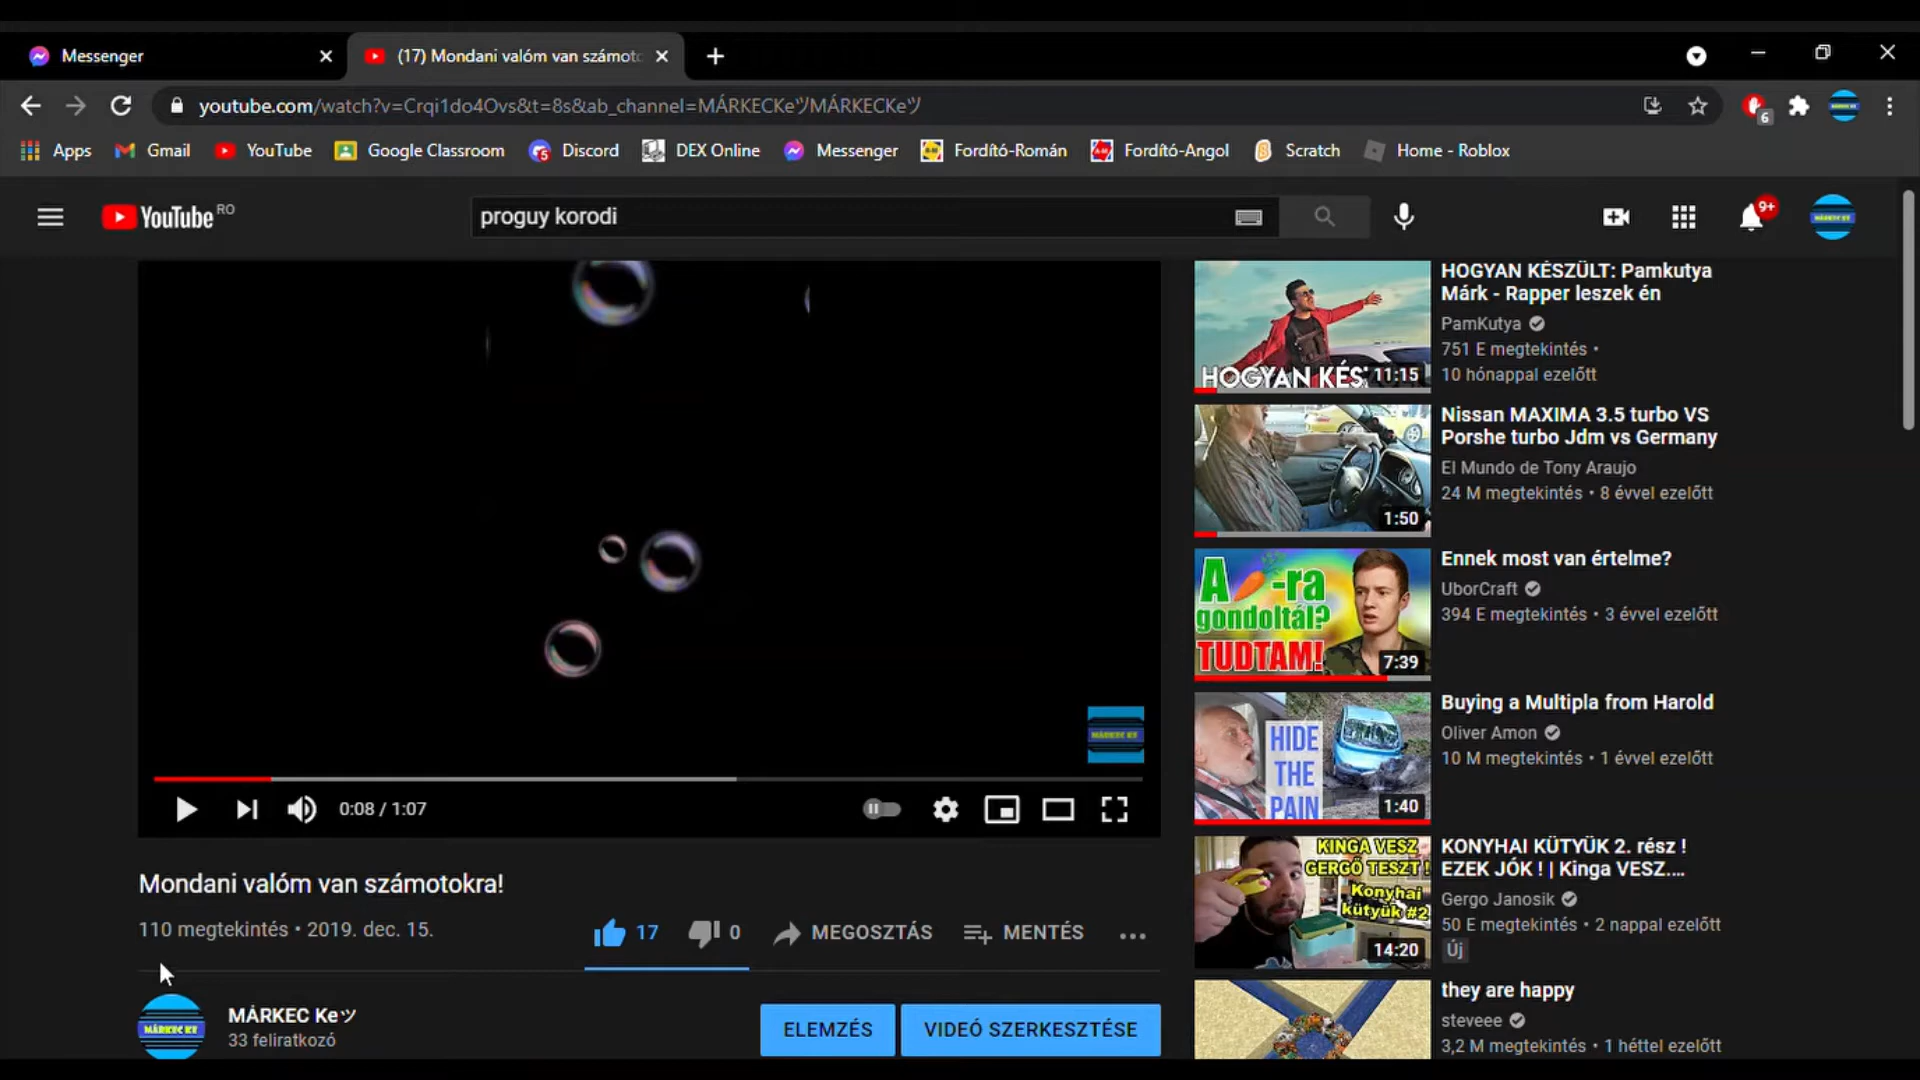 Messenger
(17) Mondani valóm van számoto
youtube.com/watch?v=Crqi1do4Ovs&t=8s&ab_channel=MÁRKECKeツMÁRKECKeツ
6
Apps
Gmail
YouTube
Google Classroom
Discord
DEX Online
Messenger
Fordító-Román
Fordító-Angol
Scratch
Home - Roblox
YouTube RO
proguy korodi
9+
MÁRKEC KE
0:08 / 1:07
Mondani valóm van számotokra!
110 megtekintés • 2019. dec. 15.
17
0
MEGOSZTÁS
MENTÉS
MÁRKEC KE
MÁRKEC Keツ
33 feliratkozó
ELEMZÉS
VIDEÓ SZERKESZTÉSE
HOGYAN KÉS
11:15
HOGYAN KÉSZÜLT: Pamkutya
Márk - Rapper leszek én
PamKutya
751 E megtekintés •
10 hónappal ezelőtt
1:50
Nissan MAXIMA 3.5 turbo VS
Porshe turbo Jdm vs Germany
El Mundo de Tony Araujo
24 M megtekintés • 8 évvel ezelőtt
A -ra
gondoltál?
TUDTAM!
7:39
Ennek most van értelme?
UborCraft
394 E megtekintés • 3 évvel ezelőtt
HIDE
THE
PAIN
1:40
Buying a Multipla from Harold
Oliver Amon
10 M megtekintés • 1 évvel ezelőtt
KINGA VESZ
GERGŐ TESZT !
Konyhai
kütyük #2
14:20
KONYHAI KÜTYÜK 2. rész !
EZEK JÓK ! | Kinga VESZ....
Gergo Janosik
50 E megtekintés • 2 nappal ezelőtt
Új
they are happy
steveee
3,2 M megtekintés • 1 héttel ezelőtt